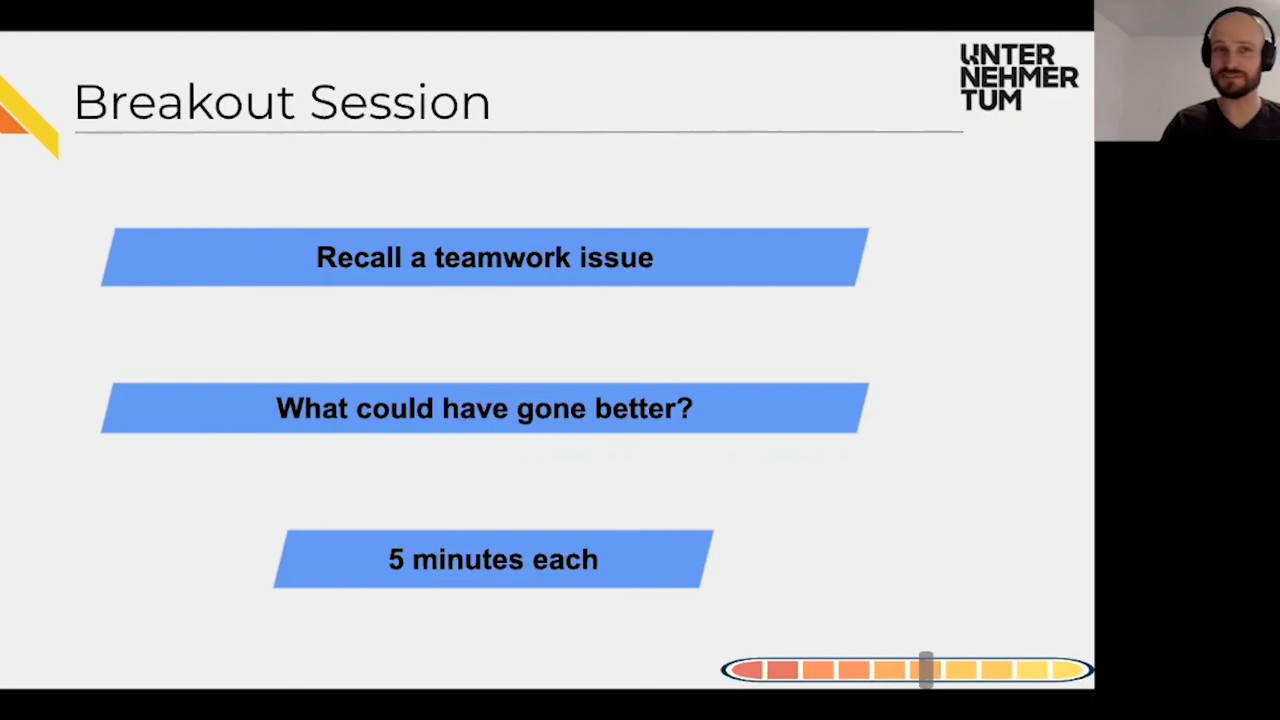 Breakout Session
UNTER
NEHMER
TUM
Recall a teamwork issue
What could have gone better?
5 minutes each